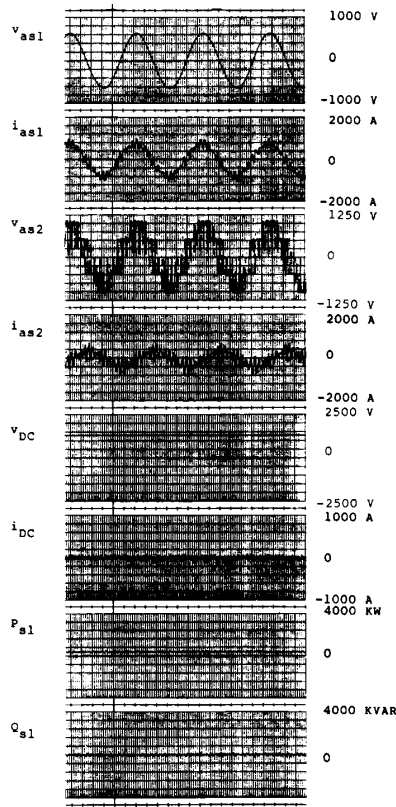 1000 V
v_as1
0
-1000 V
2000 A
i_as1
0
-2000 A
1250 V
v_as2
0
-1250 V
2000 A
i_as2
0
-2000 A
2500 V
v_DC
0
-2500 V
1000 A
i_DC
0
-1000 A
4000 KW
P_s1
0
4000 KVAR
Q_s1
0